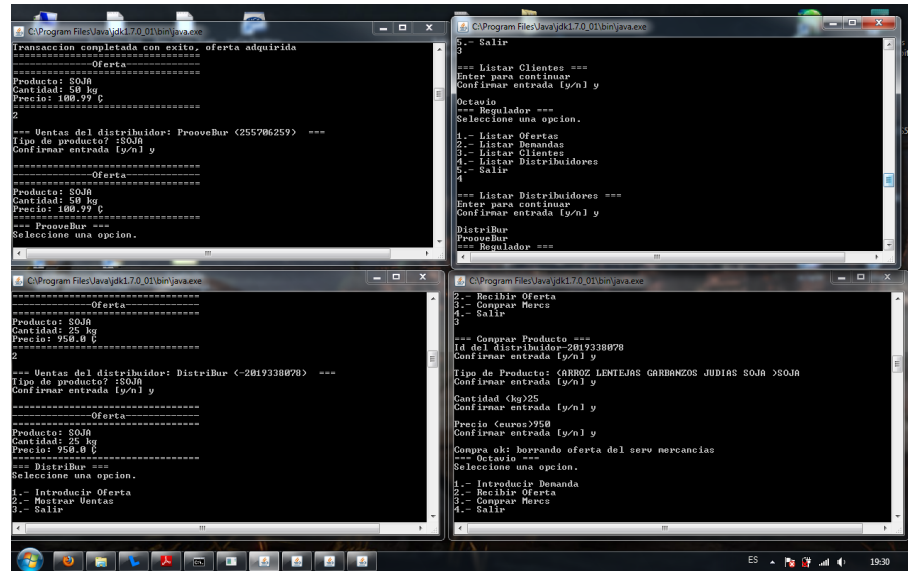 C:\Program Files\Java\jdk1.7.0_01\bin\java.exe
Transaccion completada con exito, oferta adquirida
==================================
---------------Oferta---------------
==================================
Producto: SOJA
Cantidad: 50 kg
Precio: 100.99 Ç
==================================
2
=== Ventas del distribuidor: ProoveBur (255706259)  ===
Tipo de producto? :SOJA
Confirmar entrada [y/n] y
==================================
---------------Oferta---------------
==================================
Producto: SOJA
Cantidad: 50 kg
Precio: 100.99 Ç
==================================
=== ProoveBur ===
Seleccione una opcion.
C:\Program Files\Java\jdk1.7.0_01\bin\java.exe
5.- Salir
3
=== Listar Clientes ===
Enter para continuar
Confirmar entrada [y/n] y
Octavio
=== Regulador ===
Seleccione una opcion.
1.- Listar Ofertas
2.- Listar Demandas
3.- Listar Clientes
4.- Listar Distribuidores
5.- Salir
4
=== Listar Distribuidores ===
Enter para continuar
Confirmar entrada [y/n] y
DistriBur
ProoveBur
=== Regulador ===
C:\Program Files\Java\jdk1.7.0_01\bin\java.exe
==================================
---------------Oferta---------------
==================================
Producto: SOJA
Cantidad: 25 kg
Precio: 950.0 Ç
==================================
2
=== Ventas del distribuidor: DistriBur (-2019338078)  ===
Tipo de producto? :SOJA
Confirmar entrada [y/n] y
==================================
---------------Oferta---------------
==================================
Producto: SOJA
Cantidad: 25 kg
Precio: 950.0 Ç
==================================
=== DistriBur ===
Seleccione una opcion.
1.- Introducir Oferta
2.- Mostrar Ventas
3.- Salir
C:\Program Files\Java\jdk1.7.0_01\bin\java.exe
2.- Recibir Oferta
3.- Comprar Mercs
4.- Salir
3
=== Comprar Producto ===
Id del distribuidor-2019338078
Confirmar entrada [y/n] y
Tipo de Producto: (ARROZ LENTEJAS GARBANZOS JUDIAS SOJA )SOJA
Confirmar entrada [y/n] y
Cantidad (kg)25
Confirmar entrada [y/n] y
Precio (euros)950
Confirmar entrada [y/n] y
Compra ok: borrando oferta del serv mercancias
=== Octavio ===
Seleccione una opcion.
1.- Introducir Demanda
2.- Recibir Oferta
3.- Comprar Mercs
4.- Salir
ES
19:30